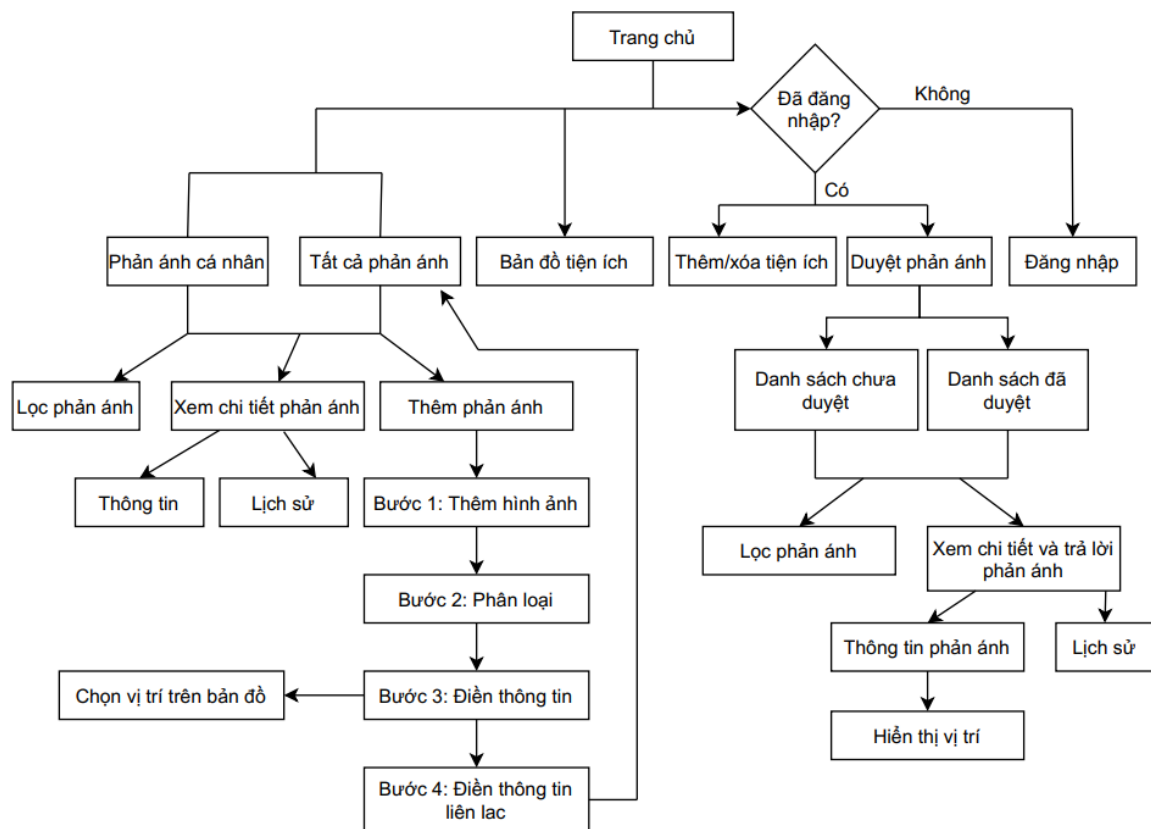 Trang chủ
Đã đăng
nhập?
Không
Có
Phản ánh cá nhân
Tất cả phản ánh
Bản đồ tiện ích
Thêm/xóa tiện ích
Duyệt phản ánh
Đăng nhập
Lọc phản ánh
Xem chi tiết phản ánh
Thêm phản ánh
Danh sách chưa
duyệt
Danh sách đã
duyệt
Thông tin
Lịch sử
Bước 1: Thêm hình ảnh
Lọc phản ánh
Xem chi tiết và trả lời
phản ánh
Bước 2: Phân loại
Thông tin phản ánh
Lịch sử
Chọn vị trí trên bản đồ
Bước 3: Điền thông tin
Hiển thị vị trí
Bước 4: Điền thông tin
liên lac